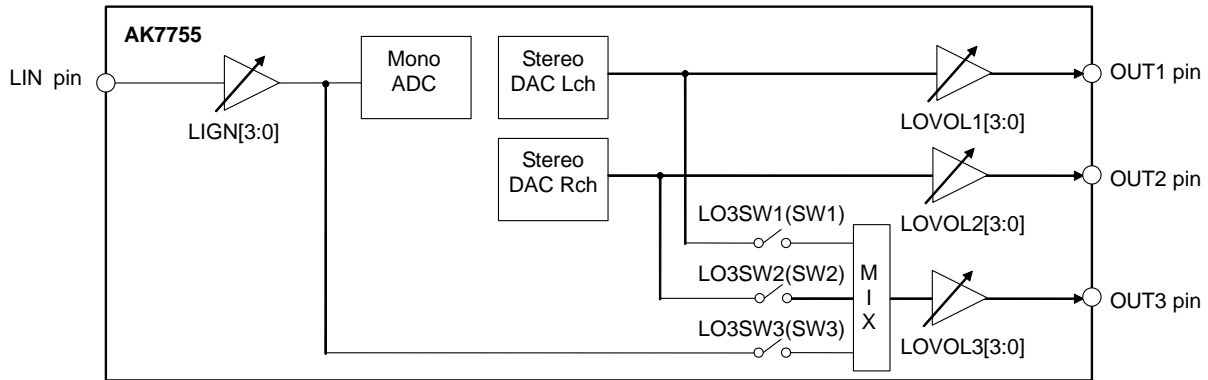 AK7755
LIN pin
LIGN[3:0]
Mono
ADC
Stereo
DAC Lch
Stereo
DAC Rch
LOVOL1[3:0]
OUT1 pin
LOVOL2[3:0]
OUT2 pin
LO3SW1(SW1)
LO3SW2(SW2)
LO3SW3(SW3)
M
I
X
LOVOL3[3:0]
OUT3 pin